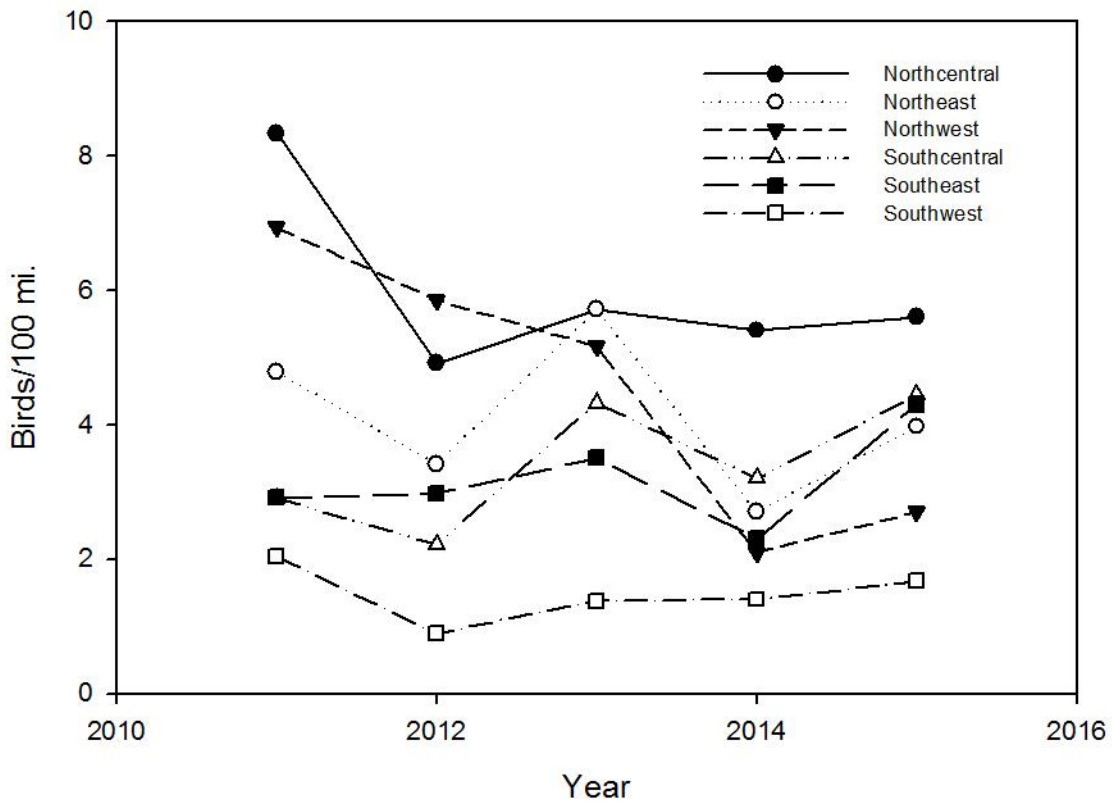 10
8
6
4
2
0
Birds/100 mi.
Northcentral
Northeast
Northwest
Southcentral
Southeast
Southwest
2010
2012
2014
2016
Year